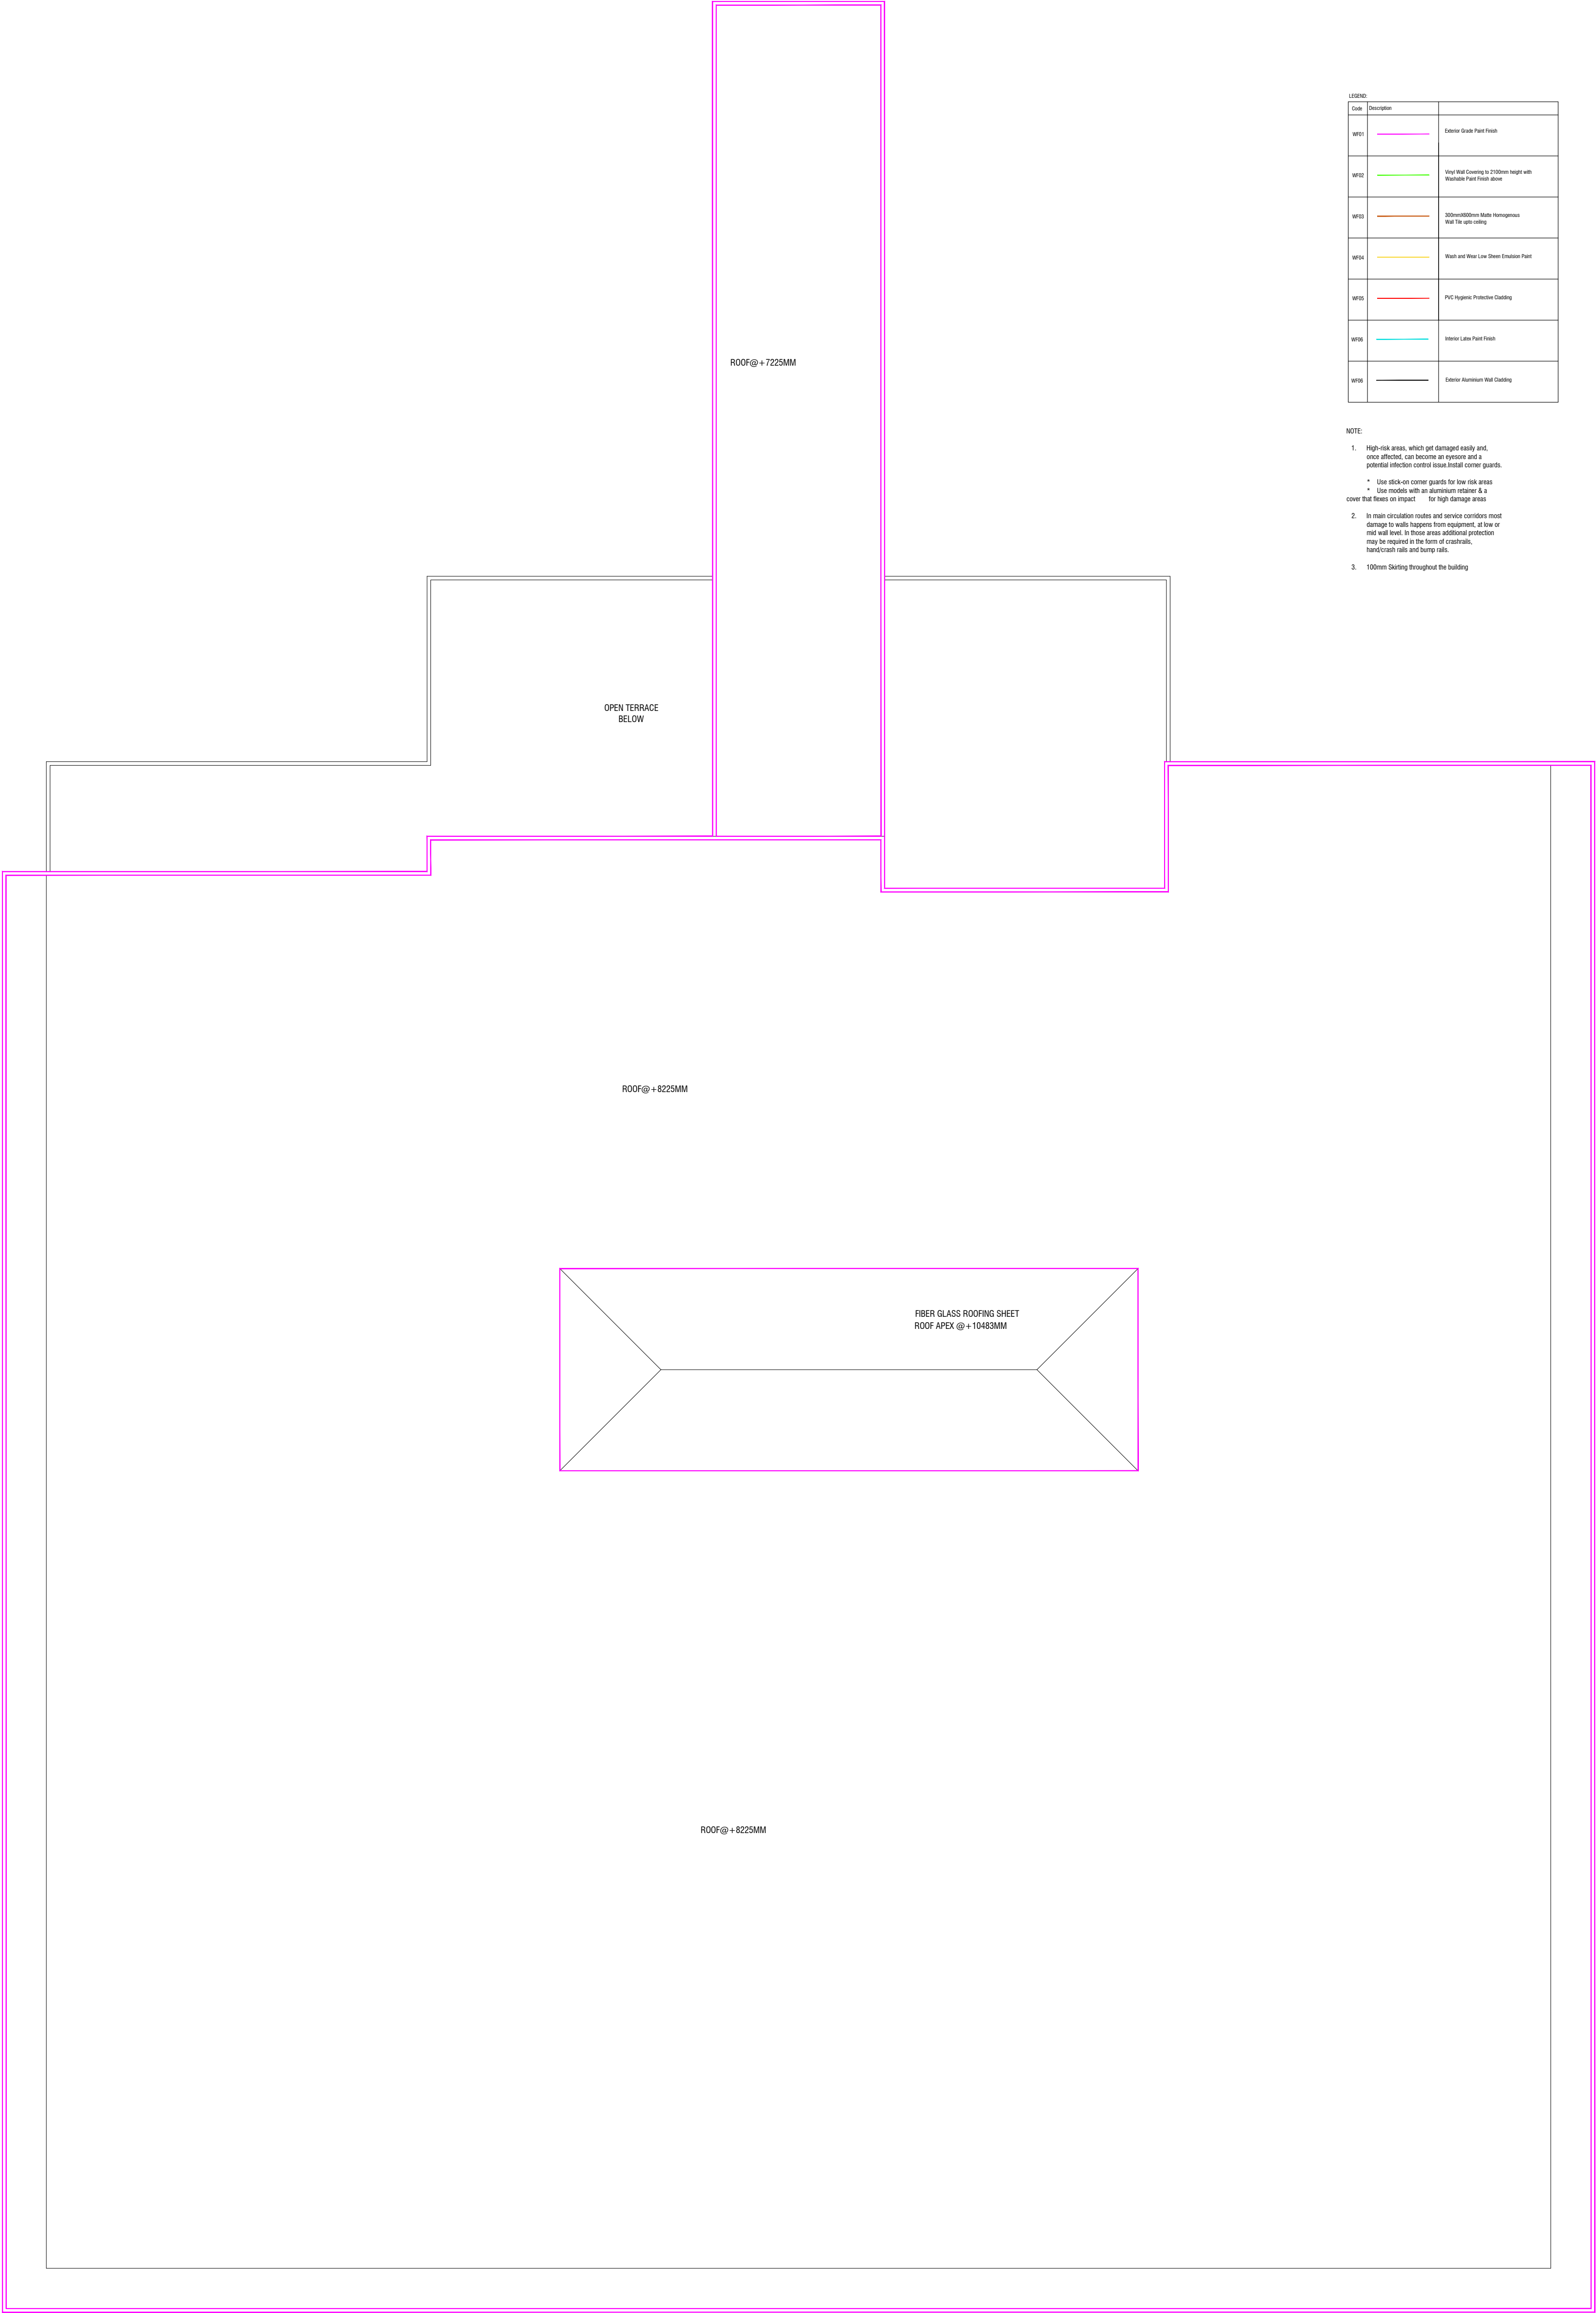 LEGEND:
Code Description
WF01 Exterior Grade Paint Finish
WF02 Vinyl Wall Covering to 2100mm height with
Washable Paint Finish above
WF03 300mmX600mm Matte Homogenous
Wall Tile upto ceiling
WF04 Wash and Wear Low Sheen Emulsion Paint
WF05 PVC Hygienic Protective Cladding
WF06 Interior Latex Paint Finish
WF06 Exterior Aluminium Wall Cladding
NOTE:
1. High-risk areas, which get damaged easily and,
once affected, can become an eyesore and a
potential infection control issue.Install corner guards.
* Use stick-on corner guards for low risk areas
* Use models with an aluminium retainer & a
cover that flexes on impact for high damage areas
2. In main circulation routes and service corridors most
damage to walls happens from equipment, at low or
mid wall level. In those areas additional protection
may be required in the form of crashrails,
hand/crash rails and bump rails.
3. 100mm Skirting throughout the building
ROOF@+7225MM
OPEN TERRACE
BELOW
ROOF@+8225MM
FIBER GLASS ROOFING SHEET
ROOF APEX @+10483MM
ROOF@+8225MM